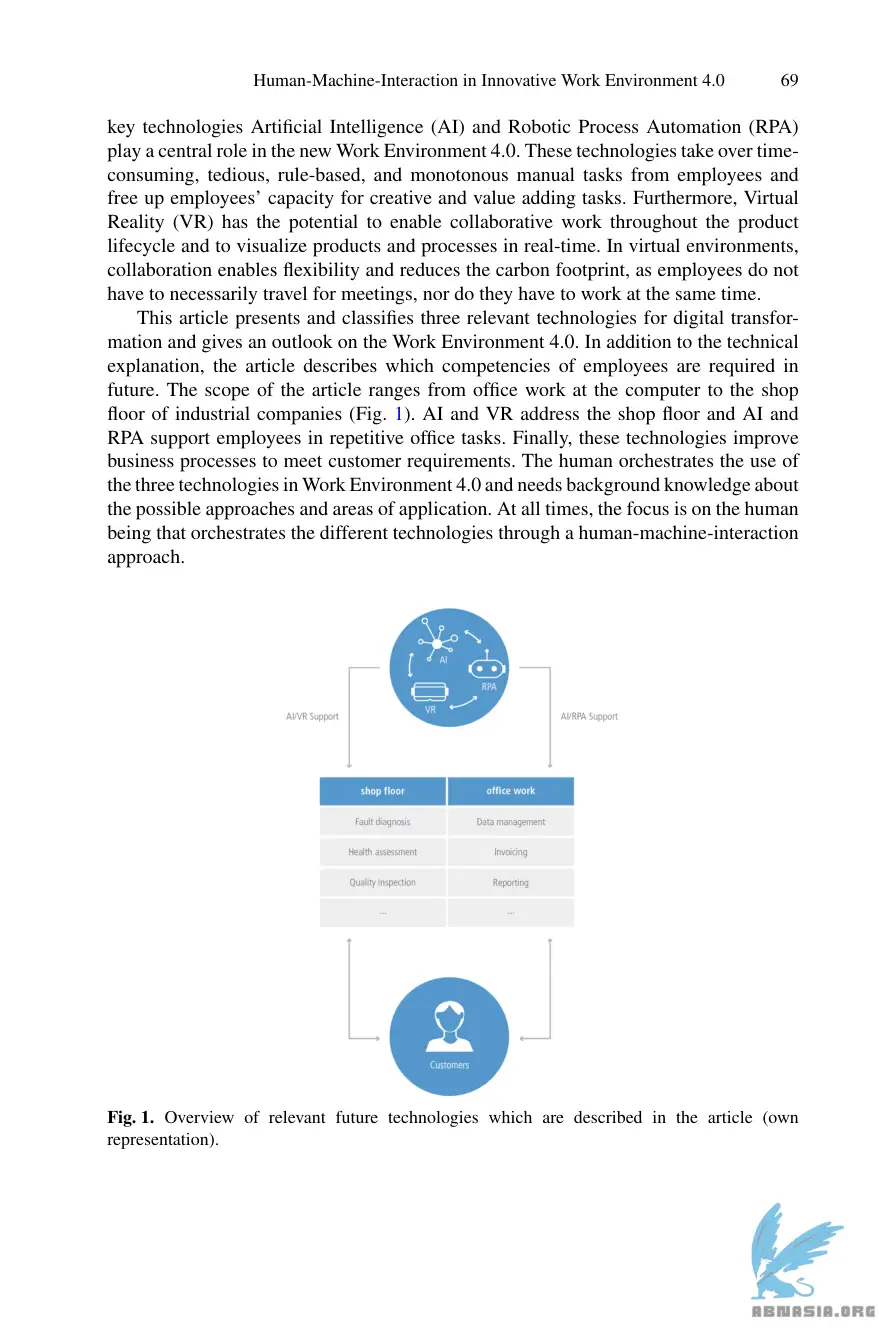 Human-Machine-Interaction in Innovative Work Environment 4.0 69
key technologies Artificial Intelligence (AI) and Robotic Process Automation (RPA)
play a central role in the new Work Environment 4.0. These technologies take over time-
consuming, tedious, rule-based, and monotonous manual tasks from employees and
free up employees’ capacity for creative and value adding tasks. Furthermore, Virtual
Reality (VR) has the potential to enable collaborative work throughout the product
lifecycle and to visualize products and processes in real-time. In virtual environments,
collaboration enables flexibility and reduces the carbon footprint, as employees do not
have to necessarily travel for meetings, nor do they have to work at the same time.
This article presents and classifies three relevant technologies for digital transfor-
mation and gives an outlook on the Work Environment 4.0. In addition to the technical
explanation, the article describes which competencies of employees are required in
future. The scope of the article ranges from office work at the computer to the shop
floor of industrial companies (Fig. 1). AI and VR address the shop floor and AI and
RPA support employees in repetitive office tasks. Finally, these technologies improve
business processes to meet customer requirements. The human orchestrates the use of
the three technologies in Work Environment 4.0 and needs background knowledge about
the possible approaches and areas of application. At all times, the focus is on the human
being that orchestrates the different technologies through a human-machine-interaction
approach.
AI
RPA
VR
AI/VR Support
AI/RPA Support
shop floor office work
Fault diagnosis Data management
Health assessment Invoicing
Quality inspection Reporting
... ...
Customers
Fig. 1. Overview of relevant future technologies which are described in the article (own
representation).
ABNASIA.ORG